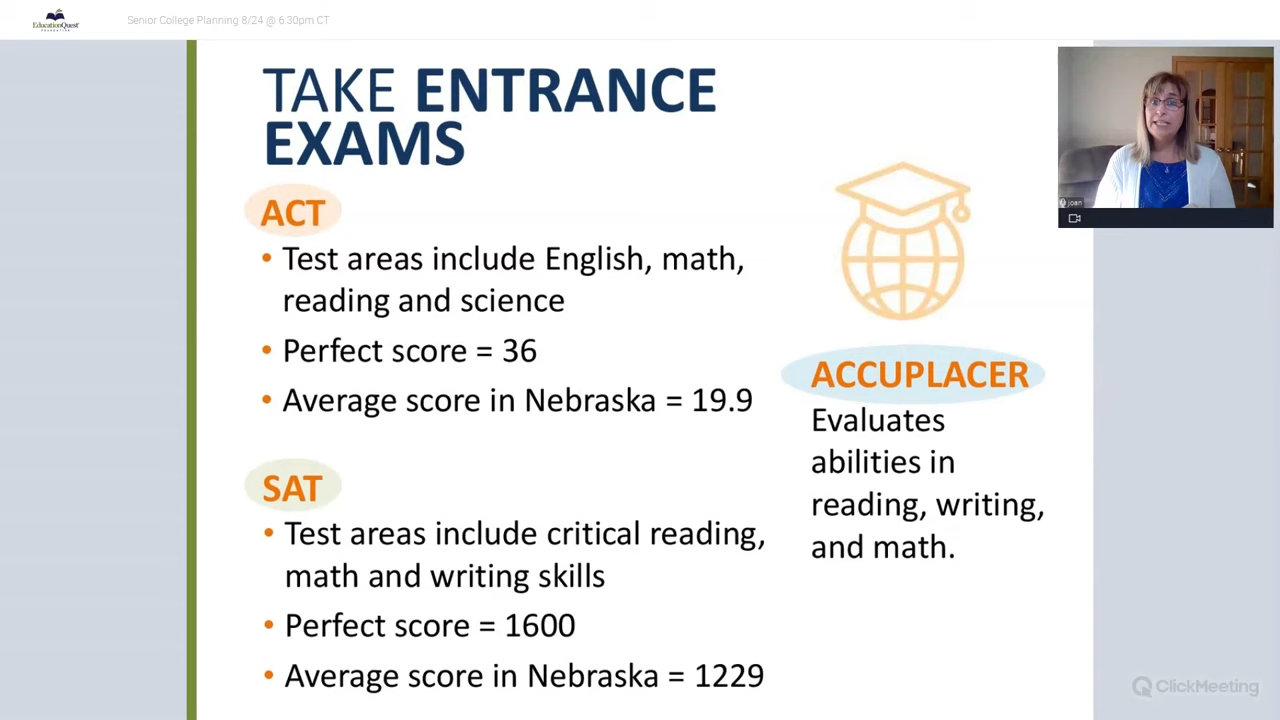 EducationQuest
FOUNDATION
Senior College Planning 8/24 @ 6:30pm CT
TAKE ENTRANCE
EXAMS
ACT
• Test areas include English, math,
reading and science
• Perfect score = 36
• Average score in Nebraska = 19.9
SAT
• Test areas include critical reading,
math and writing skills
• Perfect score = 1600
• Average score in Nebraska = 1229
ACCUPLACER
Evaluates
abilities in
reading, writing,
and math.
joan
ClickMeeting